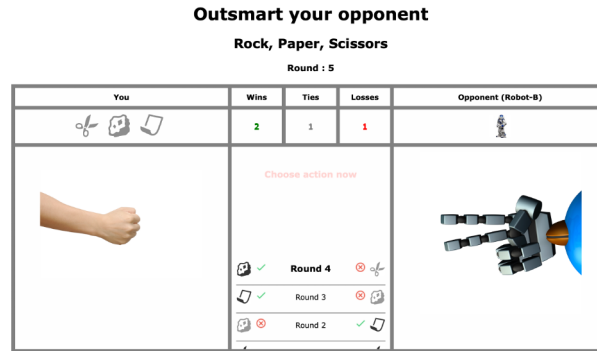 Outsmart your opponent
Rock, Paper, Scissors
Round : 5
You Wins Ties Losses Opponent (Robot-B)
2 1 1
Choose action now
Round 4
Round 3
Round 2